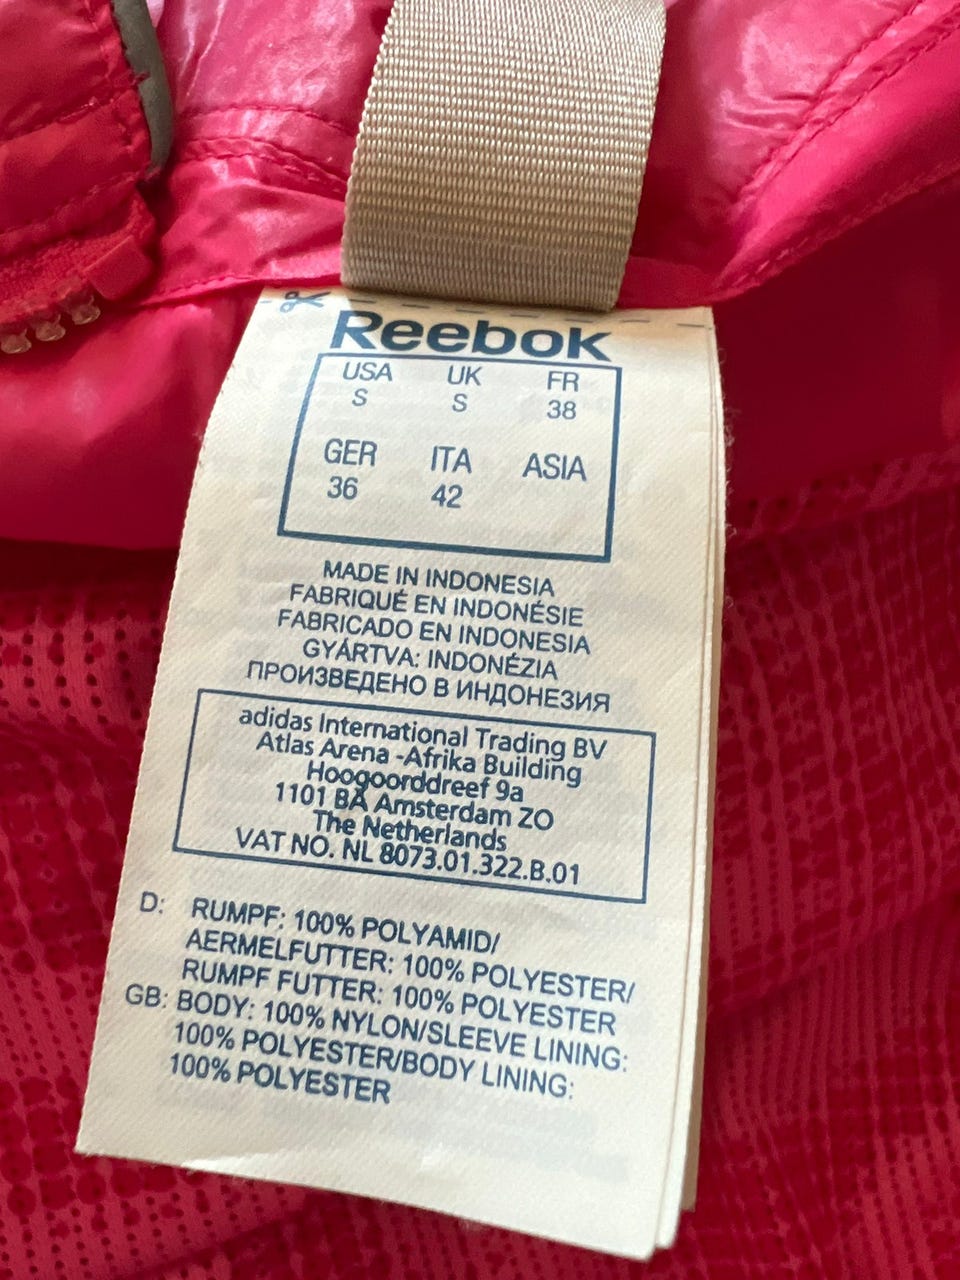 Reebok
USA UK FR
S S 38
GER ITA ASIA
36 42
MADE IN INDONESIA
FABRIQUÉ EN INDONÉSIE
FABRICADO EN INDONESIA
GYÁRTVA: INDONÉZIA
ПРОИЗВЕДЕНО В ИНДОНЕЗИЯ
adidas International Trading BV
Atlas Arena -Afrika Building
Hoogoorddreef 9a
1101 BA Amsterdam ZO
The Netherlands
VAT NO. NL 8073.01.322.B.01
D: RUMPF: 100% POLYAMID/
AERMELFUTTER: 100% POLYESTER/
RUMPF FUTTER: 100% POLYESTER
GB: BODY: 100% NYLON/SLEEVE LINING:
100% POLYESTER/BODY LINING:
100% POLYESTER